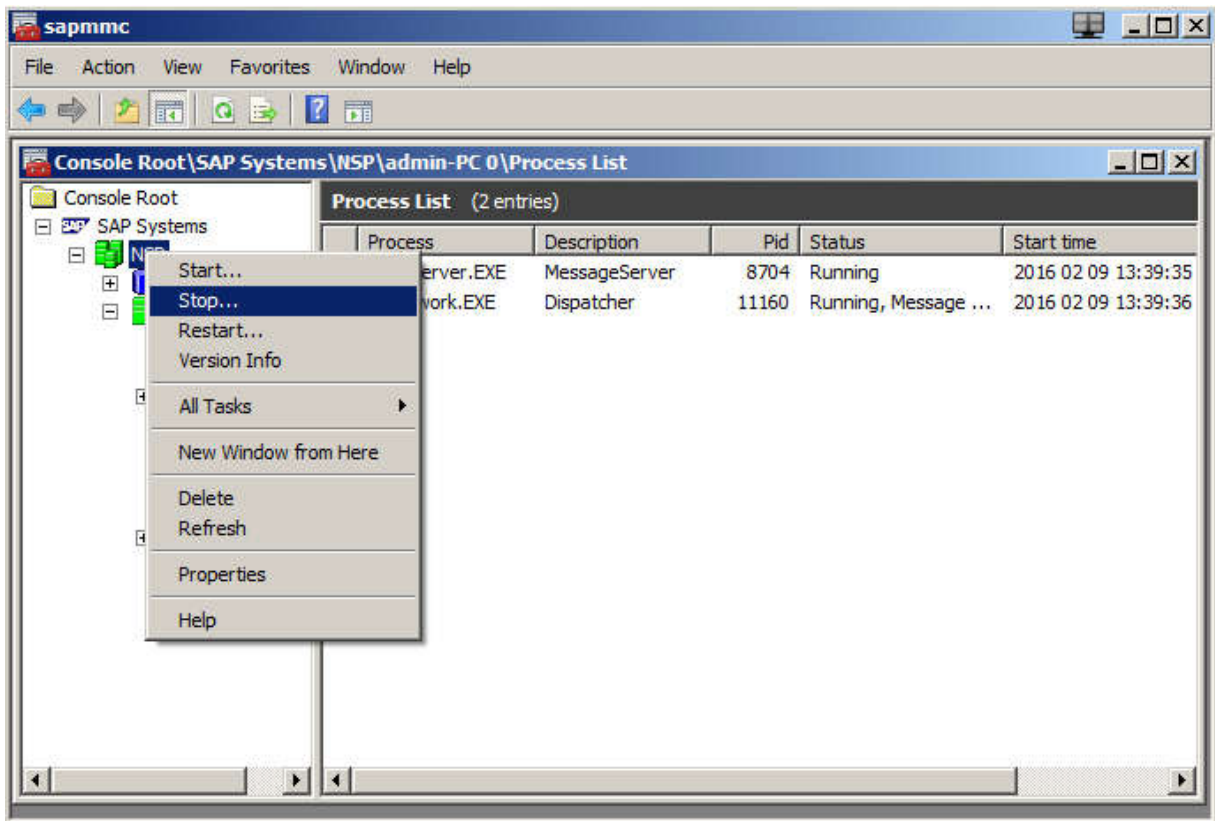 sapmmc
File Action View Favorites Window Help
Console Root\SAP Systems\NSP\admin-PC 0\Process List
Console Root
SAP SAP Systems
NSP
Process List (2 entries)
Process Description Pid Status Start time
erver.EXE MessageServer 8704 Running 2016 02 09 13:39:35
work.EXE Dispatcher 11160 Running, Message ... 2016 02 09 13:39:36
Start...
Stop...
Restart...
Version Info
All Tasks
New Window from Here
Delete
Refresh
Properties
Help